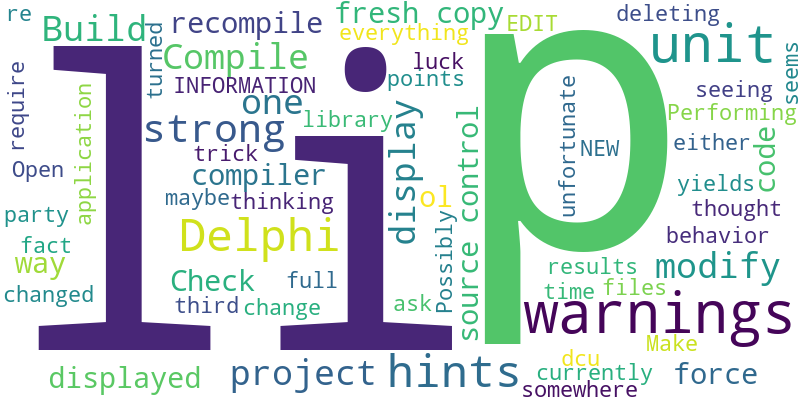 re
Build
turned
recompile
fresh copy
everything
EDIT
deleting
unit
seems
require
Compile
INFORMATION
luck
points
seeing
li
p
one
library
Performing
application
strong
display
source control
unfortunate
NEW
either
code
trick
Open
compiler
yields
maybe
thinking
ol
thought
party
Delphi
Possibly
behavior
fact
way
results
modify
changed
Check
full
time
files
third
change
ask
warnings
Make
displayed
project
hints
dcu
currently
force
somewhere